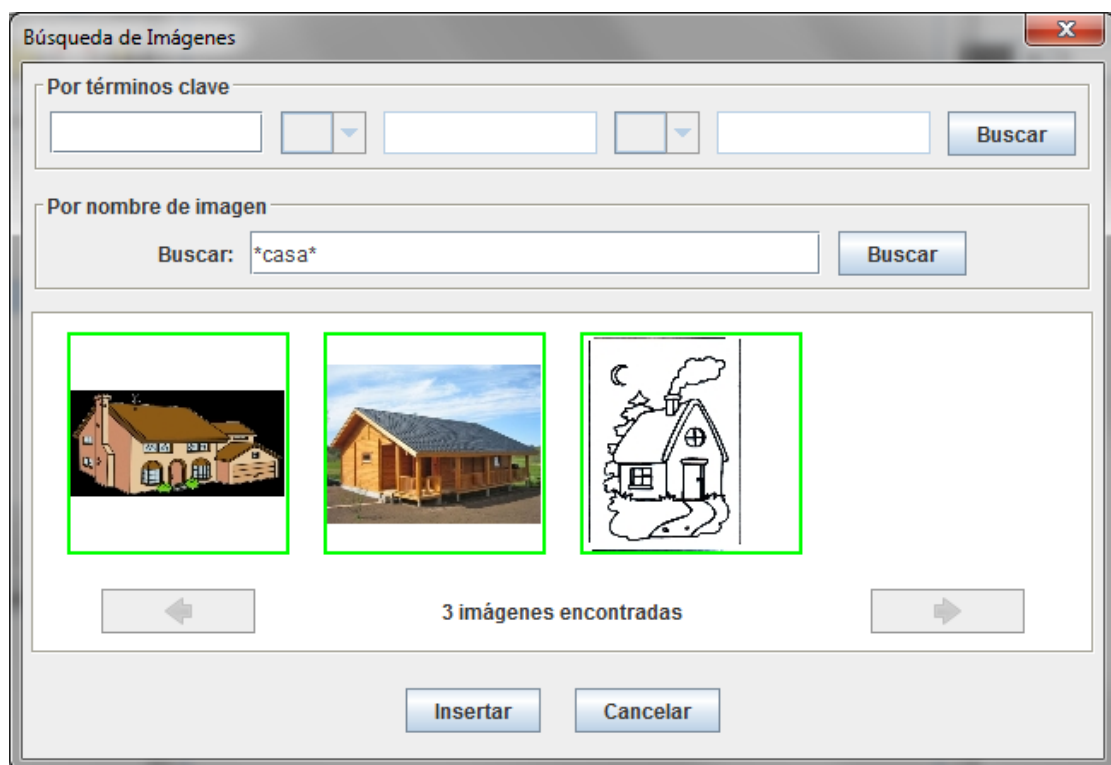 Búsqueda de Imágenes
Por términos clave
Buscar
Por nombre de imagen
Buscar: *casa* Buscar
3 imágenes encontradas
Insertar Cancelar